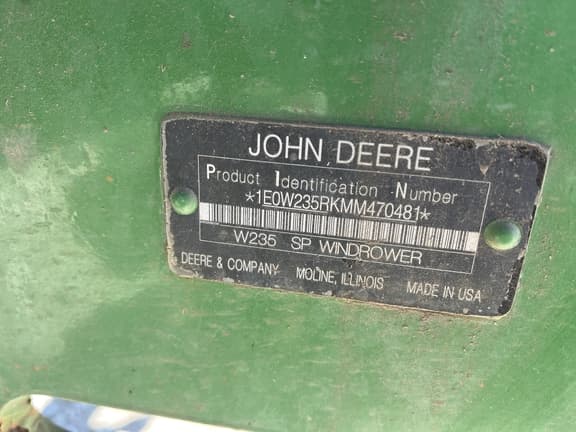 JOHN DEERE
Product Identification Number
*1E0W235RKMM470481*
W235 SP WINDROWER
DEERE & COMPANY MOLINE, ILLINOIS MADE IN USA